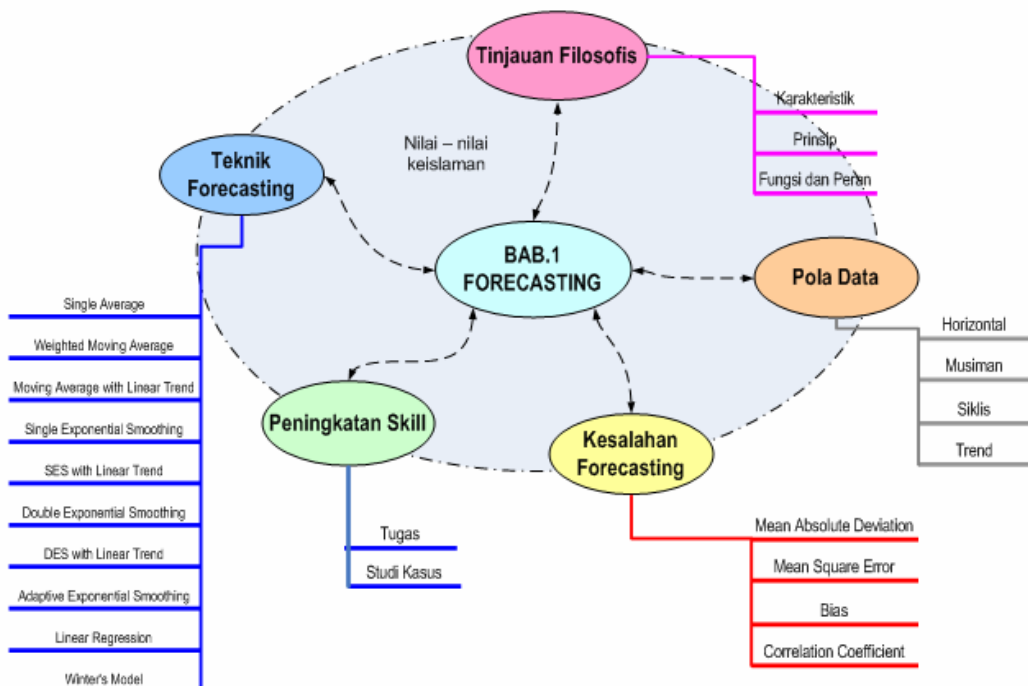 Tinjauan Filosofis
Karakteristik
Prinsip
Fungsi dan Peran
Nilai – nilai
keislaman
Teknik
Forecasting
BAB.1
FORECASTING
Pola Data
Horizontal
Musiman
Siklis
Trend
Single Average
Weighted Moving Average
Moving Average with Linear Trend
Single Exponential Smoothing
SES with Linear Trend
Double Exponential Smoothing
DES with Linear Trend
Adaptive Exponential Smoothing
Linear Regression
Winter's Model
Peningkatan Skill
Tugas
Studi Kasus
Kesalahan
Forecasting
Mean Absolute Deviation
Mean Square Error
Bias
Correlation Coefficient